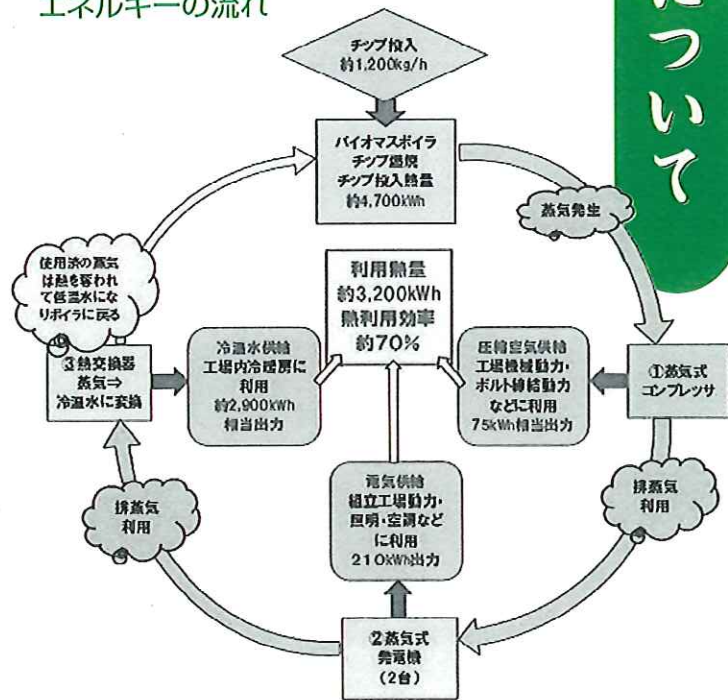 エネルギーの流れ
について
チップ投入
約1,200kg/h
バイオマスボイラ
チップ燃焼
チップ投入熱量
約4,700kWh
蒸気発生
①蒸気式
コンプレッサ
圧縮空気供給
工場機械動力・
ボルト締結動力
などに利用
75kWh相当出力
排蒸気
利用
②蒸気式
発電機
(2台)
電気供給
組立工場動力・
照明・空調など
に利用
210kWh出力
排蒸気
利用
③熱交換器
蒸気⇒
冷温水に変換
冷温水供給
工場内冷暖房に
利用
約2,900kWh
相当出力
使用済の蒸気
は熱を奪われ
て低温水にな
りボイラに戻る
利用熱量
約3,200kWh
熱利用効率
約70%